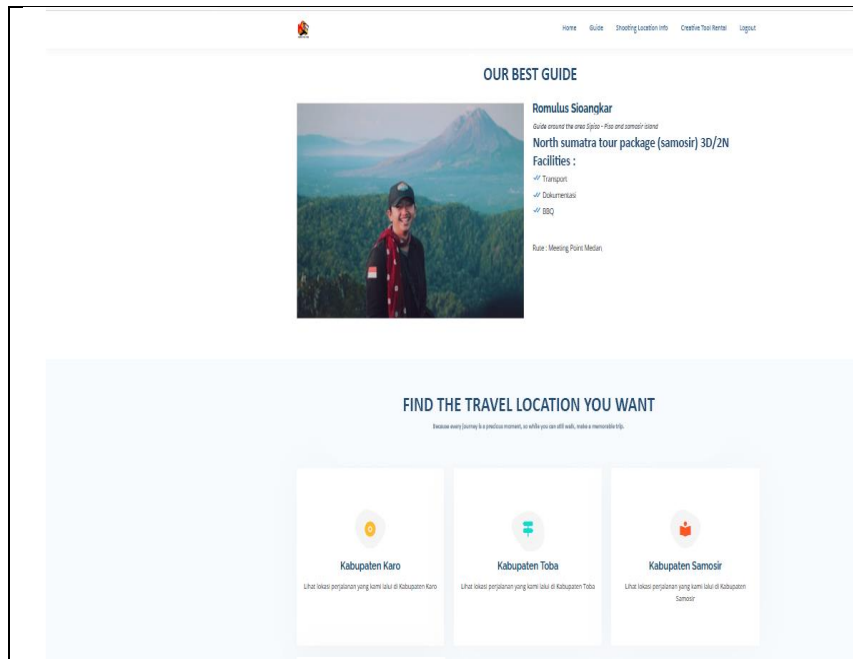 Home Guide Shooting Location Info Creative Tool Rental Logout
OUR BEST GUIDE
Romulus Sioangkar
Guide around the area Sipiso - Piso and samosir island
North sumatra tour package (samosir) 3D/2N
Facilities :
Transport
Dokumentasi
BBQ
Rute : Meeting Point Medan
FIND THE TRAVEL LOCATION YOU WANT
Because every journey is a precious moment, so while you can still walk, make a memorable trip.
Kabupaten Karo
Lihat lokasi perjalanan yang kami lalui di Kabupaten Karo
Kabupaten Toba
Lihat lokasi perjalanan yang kami lalui di Kabupaten Toba
Kabupaten Samosir
Lihat lokasi perjalanan yang kami lalui di Kabupaten
Samosir